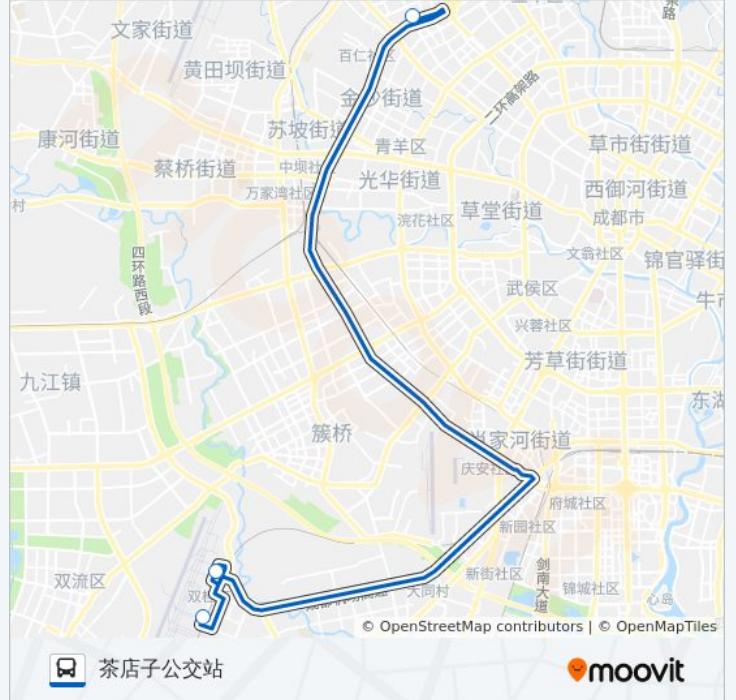 文家街道
百仁社区
黄田坝街道
金沙街道
二环高架路
苏坡街道
康河街道
青羊区
草市街街道
蔡桥街道
中坝社
光华街道
万家湾社区
西御河街道
村
草堂街道
成都市
浣花社区
四环路西段
文翁社区
锦官驿街
武侯区
牛市
兴蓉社区
芳草街街道
九江镇
东湖
簇桥
肖家河街道
庆安社区
府城社区
新园社区
双流区
新街社区
剑南大道
大同村
锦城社区
心岛
© OpenStreetMap contributors | © OpenMapTiles
茶店子公交站
moovit